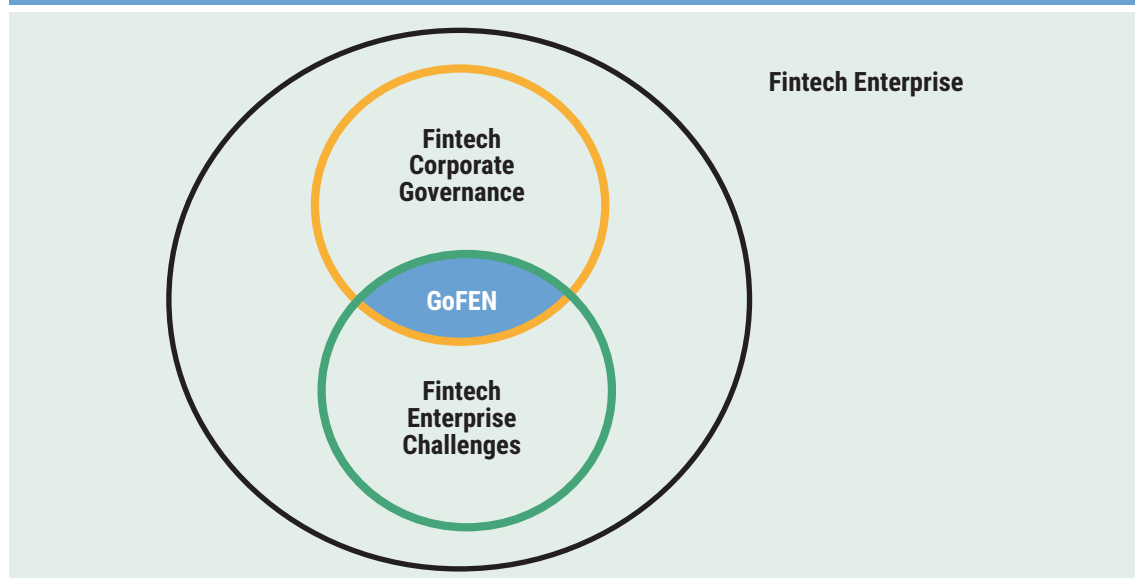 Fintech Enterprise
Fintech
Corporate
Governance
GoFEN
Fintech
Enterprise
Challenges